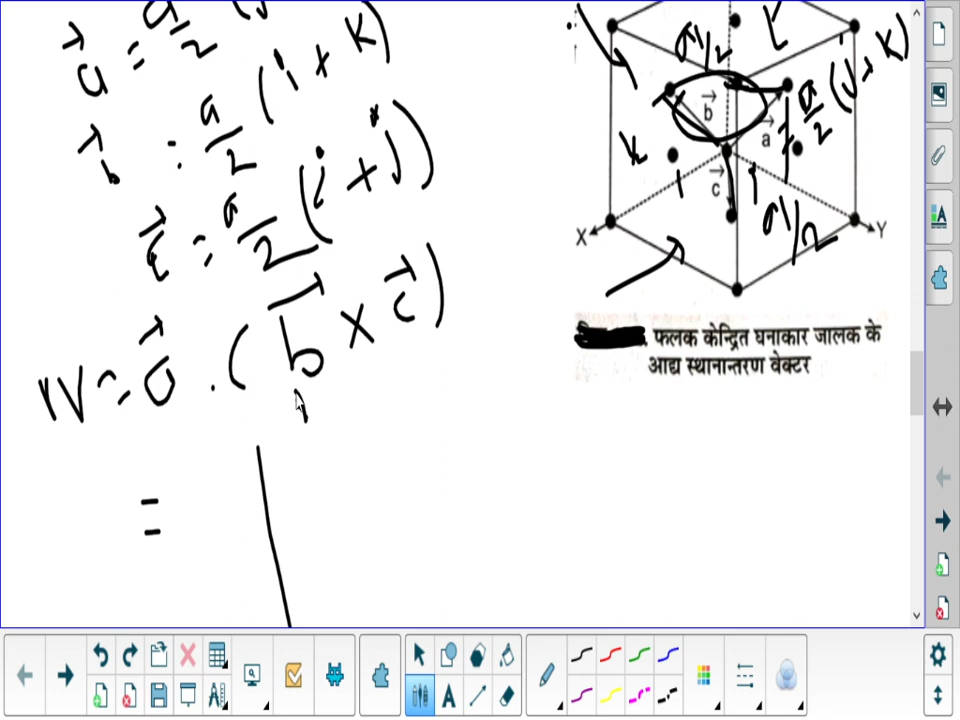 a⃗ = a/2 (j
b⃗ = a/2 (i + k)
c⃗ = a/2 (i + j)
V = a⃗ . ( b⃗ × c⃗ )
=
a/2
a/2 (j + k)
b⃗
a⃗
k
c⃗
a/2
X
Y
फलक केन्द्रित घनाकार जालक के
आद्य स्थानान्तरण वेक्टर
A
A